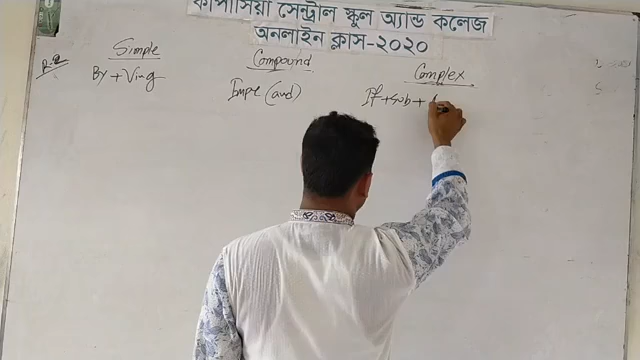 কাপাসিয়া সেন্ট্রাল স্কুল অ্যান্ড কলেজ
অনলাইন ক্লাস-২০২০
Simple Compound Complex
By + Ving Impe (and) If + Sub +